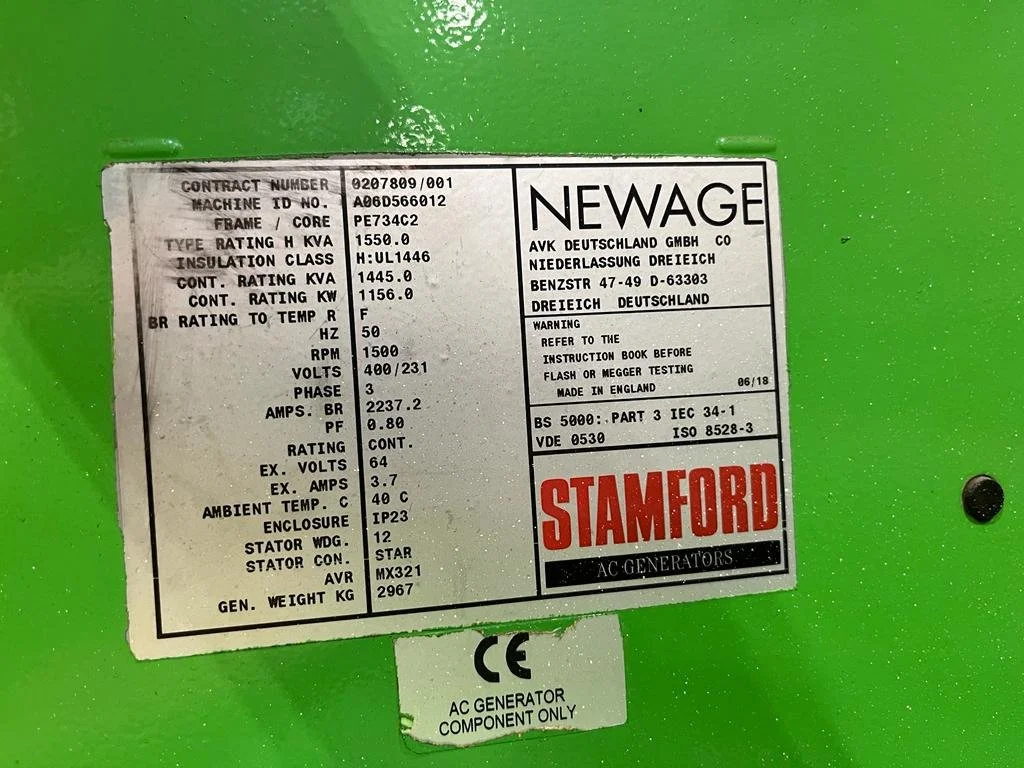 CONTRACT NUMBER 0207809/001
MACHINE ID NO. A06D566012
FRAME / CORE PE734C2
TYPE RATING H KVA 1550.0
INSULATION CLASS H:UL1446
CONT. RATING KVA 1445.0
CONT. RATING KW 1156.0
BR RATING TO TEMP R F
HZ 50
RPM 1500
VOLTS 400/231
PHASE 3
AMPS. BR 2237.2
PF 0.80
RATING CONT.
EX. VOLTS 64
EX. AMPS 3.7
AMBIENT TEMP. C 40 C
ENCLOSURE IP23
STATOR WDG. 12
STATOR CON. STAR
AVR MX321
GEN. WEIGHT KG 2967
NEWAGE
AVK DEUTSCHLAND GMBH CO
NIEDERLASSUNG DREIEICH
BENZSTR 47-49 D-63303
DREIEICH DEUTSCHLAND
WARNING
REFER TO THE
INSTRUCTION BOOK BEFORE
FLASH OR MEGGER TESTING
MADE IN ENGLAND 06/18
BS 5000: PART 3 IEC 34-1
VDE 0530 ISO 8528-3
STAMFORD
AC GENERATORS
CE
AC GENERATOR
COMPONENT ONLY